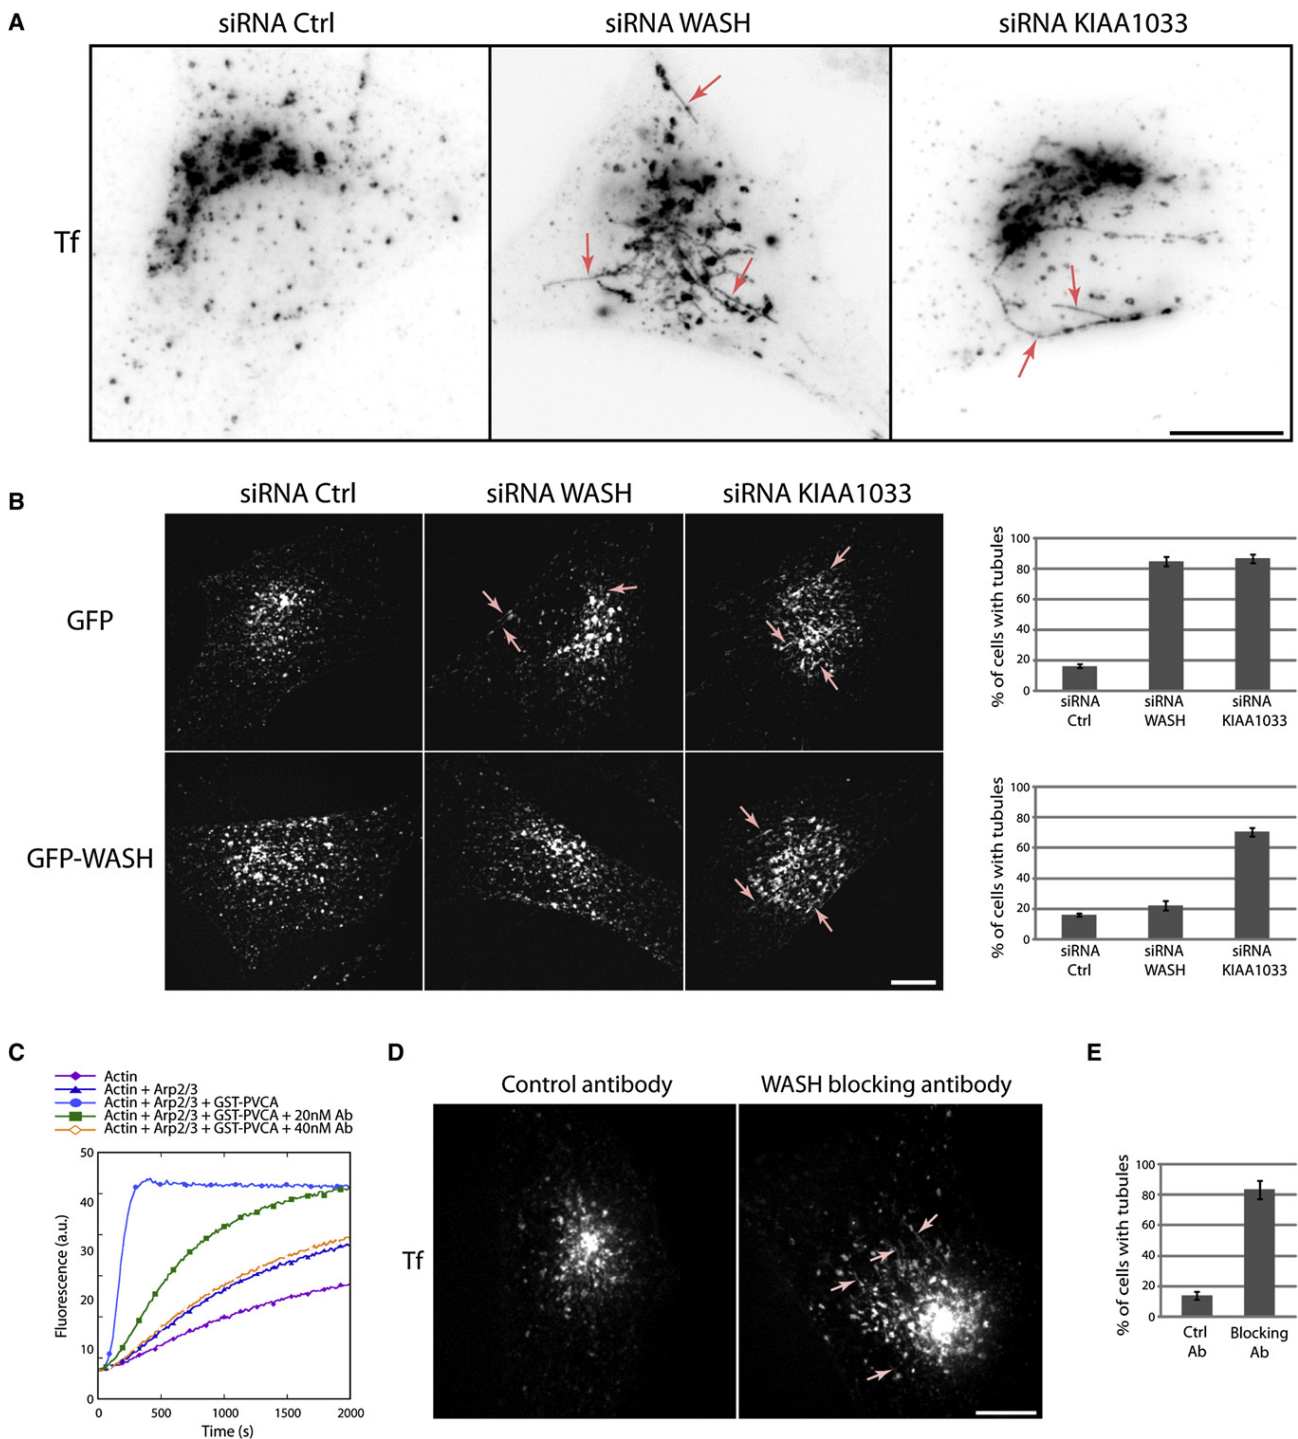 A
siRNA Ctrl
siRNA WASH
siRNA KIAA1033
Tf
B
siRNA Ctrl
siRNA WASH
siRNA KIAA1033
GFP
GFP-WASH
% of cells with tubules
100
80
60
40
20
0
siRNA
Ctrl
siRNA
WASH
siRNA
KIAA1033
% of cells with tubules
100
80
60
40
20
0
siRNA
Ctrl
siRNA
WASH
siRNA
KIAA1033
C
Actin
Actin + Arp2/3
Actin + Arp2/3 + GST-PVCA
Actin + Arp2/3 + GST-PVCA + 20nM Ab
Actin + Arp2/3 + GST-PVCA + 40nM Ab
Fluorescence (a.u.)
50
40
30
20
10
0
0 500 1000 1500 2000
Time (s)
D
Control antibody
WASH blocking antibody
Tf
E
% of cells with tubules
100
80
60
40
20
0
Ctrl
Ab
Blocking
Ab